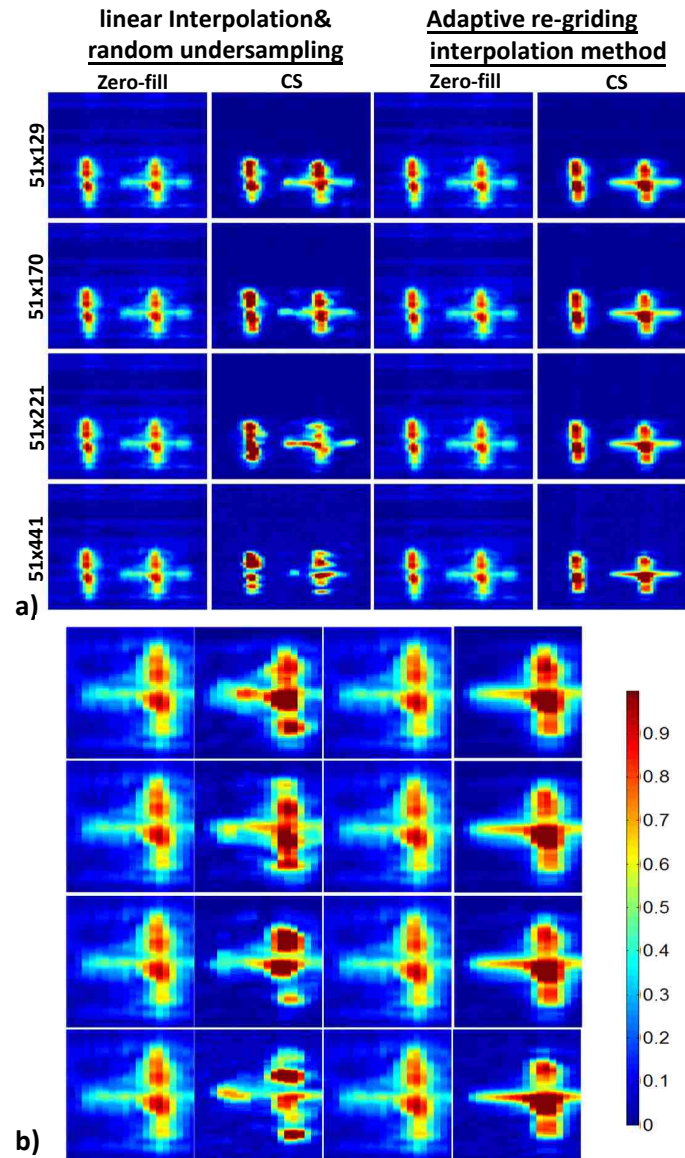 linear Interpolation&
random undersampling
Adaptive re-griding
interpolation method
Zero-fill
CS
Zero-fill
CS
51x129
51x170
51x221
51x441
a)
b)
0.9
0.8
0.7
0.6
0.5
0.4
0.3
0.2
0.1
0